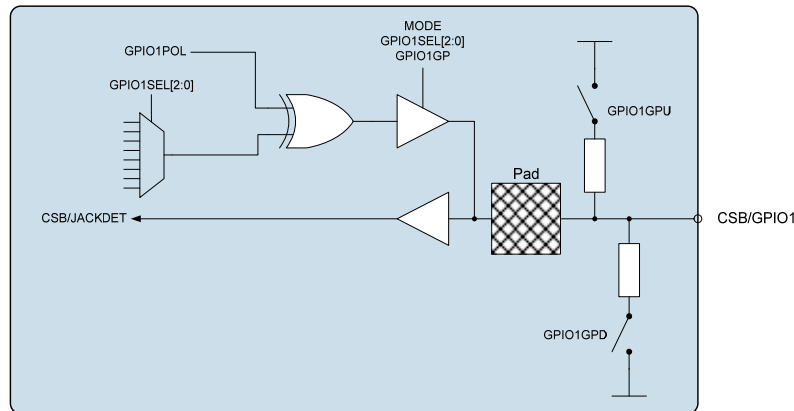 MODE
GPIO1SEL[2:0]
GPIO1GP
GPIO1POL
GPIO1SEL[2:0]
GPIO1GPU
Pad
CSB/JACKDET
CSB/GPIO1
GPIO1GPD